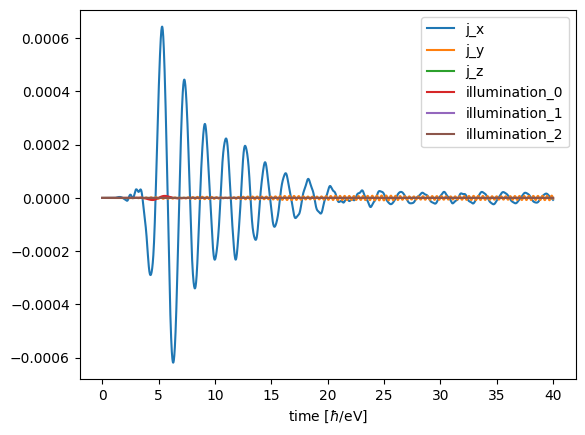 0.0006
0.0004
0.0002
0.0000
−0.0002
−0.0004
−0.0006
0 5 10 15 20 25 30 35 40
time [ℏ/eV]
j_x
j_y
j_z
illumination_0
illumination_1
illumination_2